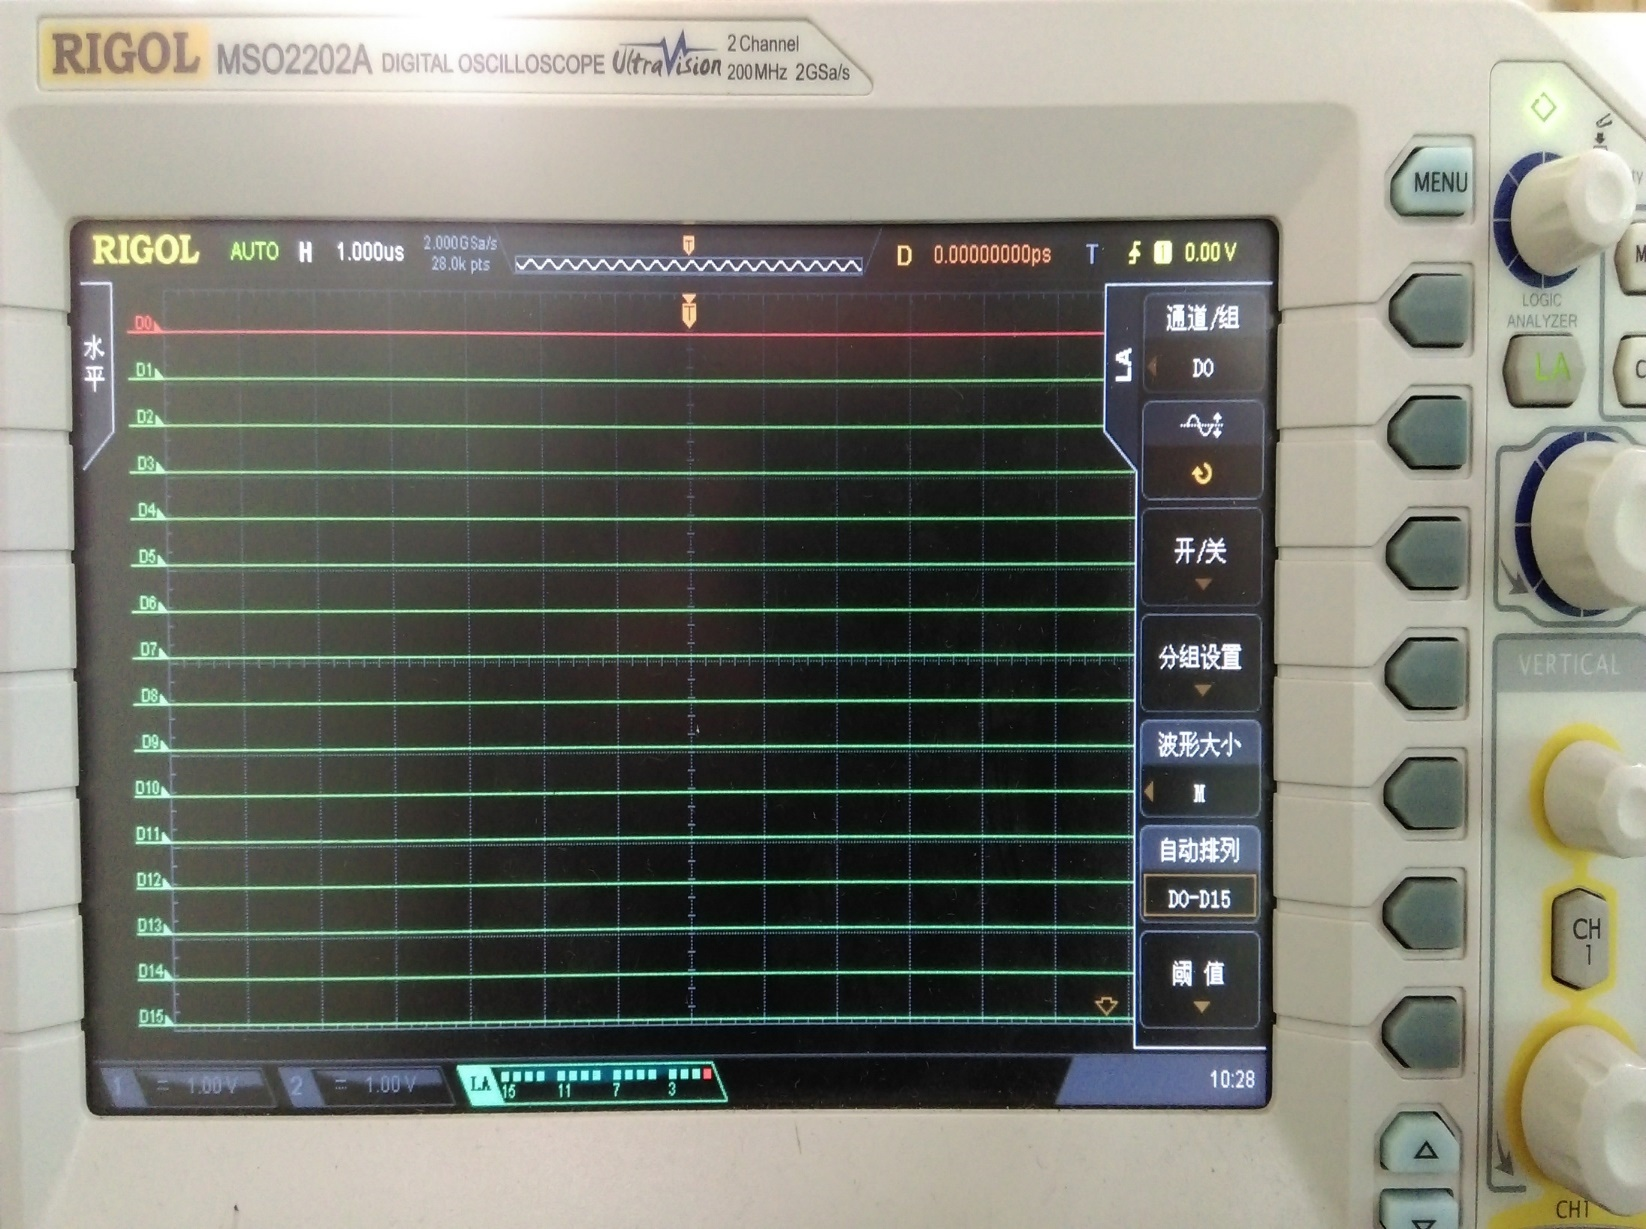 RIGOL MSO2202A DIGITAL OSCILLOSCOPE UltraVision 2 Channel
200MHz 2GSa/s
MENU
RIGOL AUTO H 1.000us 2.000GSa/s
28.0k pts
T
D 0.00000000ps T 1 0.00 V
水平
T
D0
D1
D2
D3
D4
D5
D6
D7
D8
D9
D10
D11
D12
D13
D14
D15
LA
通道/组
D0
开/关
分组设置
波形大小
M
自动排列
D0-D15
阈 值
1 = 1.00 V
2 = 1.00 V
LA
15 11 7 3
10:28
LOGIC
ANALYZER
LA
VERTICAL
CH
1
CH1